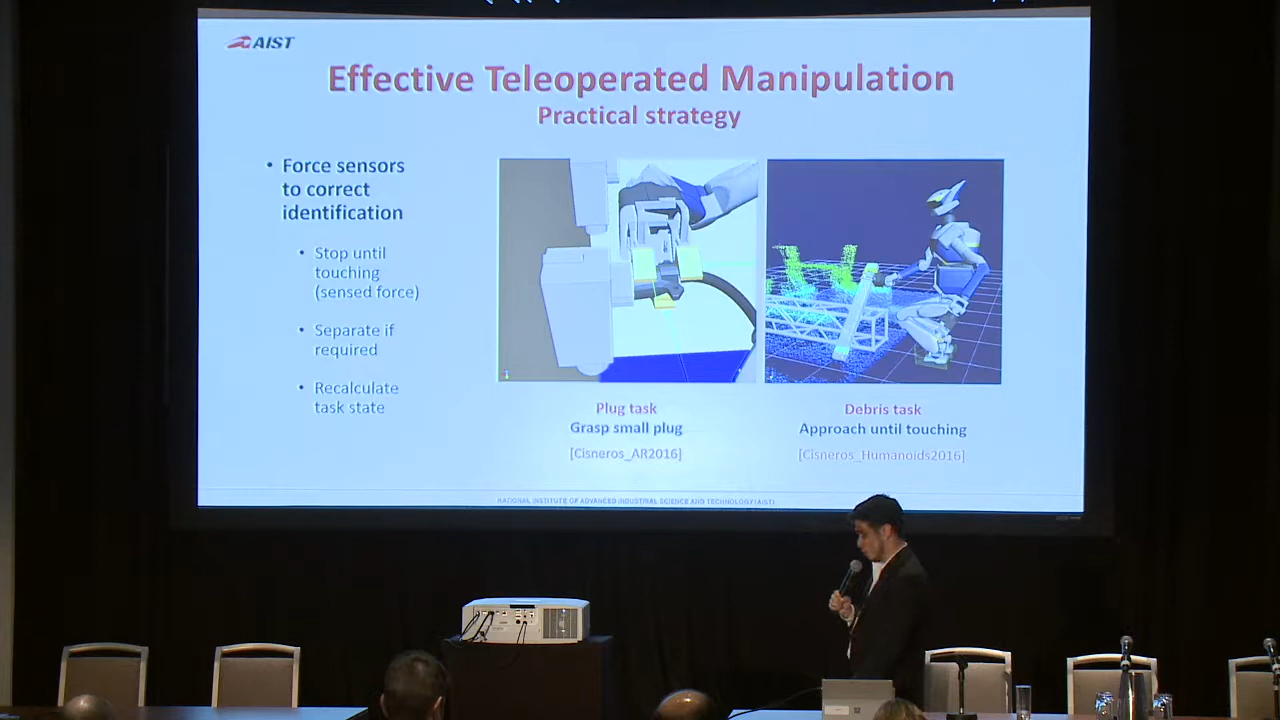 AIST
Effective Teleoperated Manipulation
Practical strategy
• Force sensors
to correct
identification
• Stop until
touching
(sensed force)
• Separate if
required
• Recalculate
task state
Plug task
Grasp small plug
[Cisneros_AR2016]
Debris task
Approach until touching
[Cisneros_Humanoids2016]
NATIONAL INSTITUTE OF ADVANCED INDUSTRIAL SCIENCE AND TECHNOLOGY (AIST)